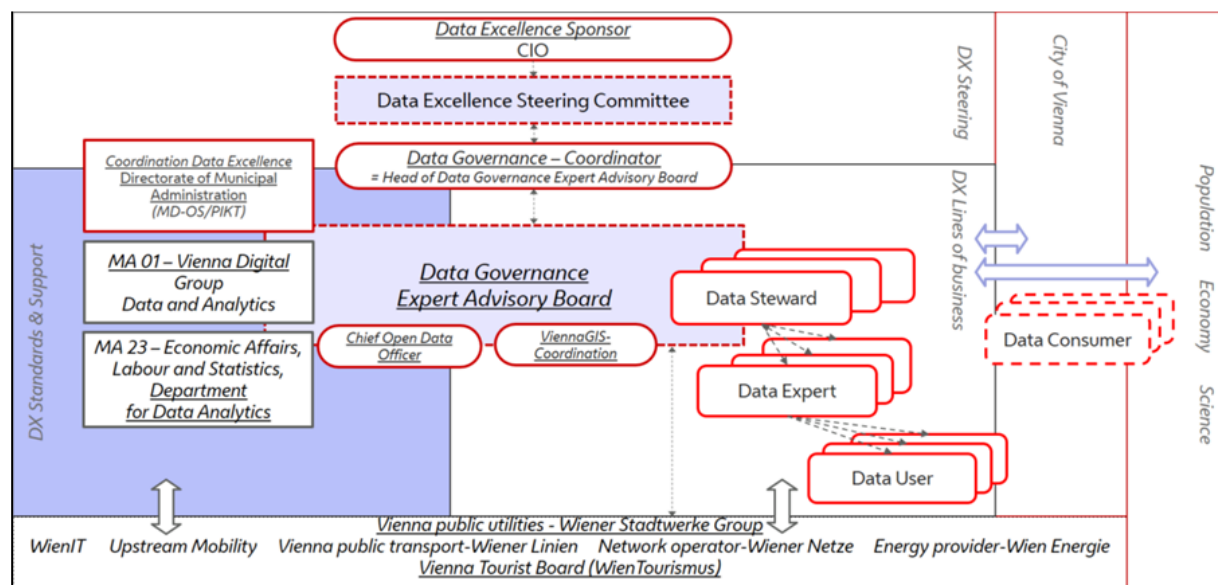 Data Excellence Sponsor
CIO
Data Excellence Steering Committee
Data Governance – Coordinator
= Head of Data Governance Expert Advisory Board
Coordination Data Excellence
Directorate of Municipal
Administration
(MD-OS/PIKT)
MA 01 – Vienna Digital
Group
Data and Analytics
MA 23 – Economic Affairs,
Labour and Statistics,
Department
for Data Analytics
DX Standards & Support
Data Governance
Expert Advisory Board
Chief Open Data
Officer
ViennaGIS-
Coordination
Data Steward
Data Expert
Data User
DX Steering
DX Lines of business
City of Vienna
Data Consumer
Population Economy Science
Vienna public utilities - Wiener Stadtwerke Group
WienIT Upstream Mobility Vienna public transport-Wiener Linien Network operator-Wiener Netze Energy provider-Wien Energie
Vienna Tourist Board (WienTourismus)